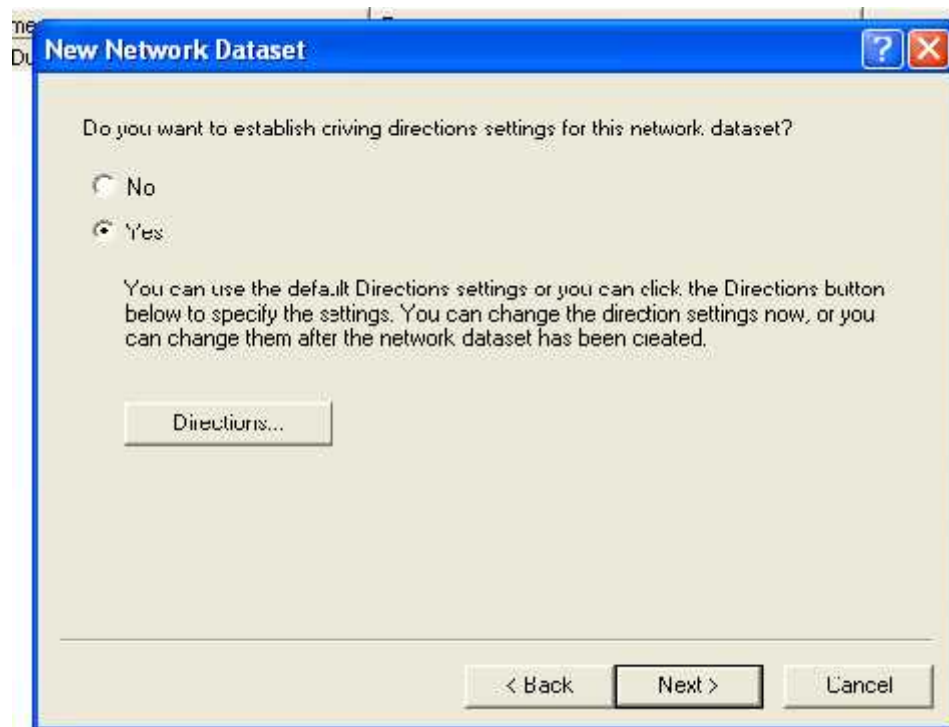 New Network Dataset
Do you want to establish criving directions settings for this network dataset?
No
Yes
You can use the default Directions settings or you can click the Directions button
below to specify the settings. You can change the direction settings now, or you
can change them after the network dataset has been created.
Directions...
< Back
Next >
Cancel